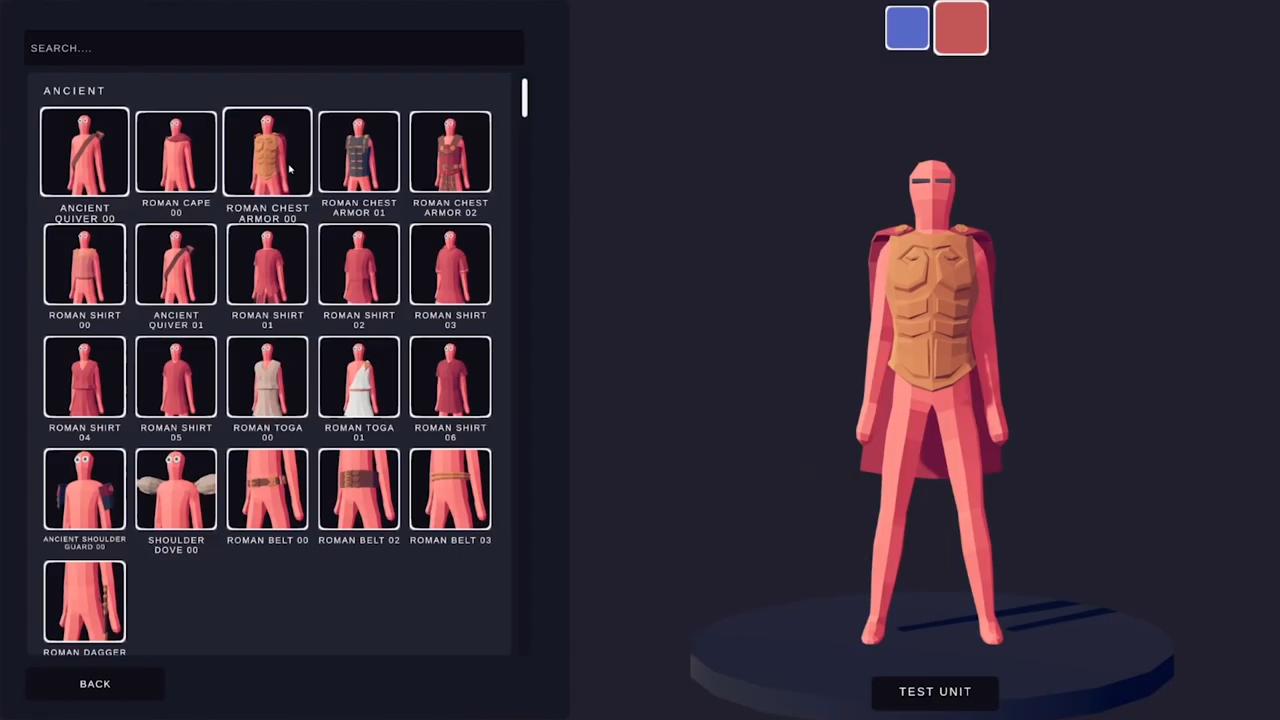 SEARCH....
ANCIENT
ANCIENT
QUIVER 00
ROMAN CAPE
00
ROMAN CHEST
ARMOR 00
ROMAN CHEST
ARMOR 01
ROMAN CHEST
ARMOR 02
ROMAN SHIRT
00
ANCIENT
QUIVER 01
ROMAN SHIRT
01
ROMAN SHIRT
02
ROMAN SHIRT
03
ROMAN SHIRT
04
ROMAN SHIRT
05
ROMAN TOGA
00
ROMAN TOGA
01
ROMAN SHIRT
06
ANCIENT SHOULDER
GUARD 00
SHOULDER
DOVE 00
ROMAN BELT 00
ROMAN BELT 02
ROMAN BELT 03
ROMAN DAGGER
BACK
TEST UNIT